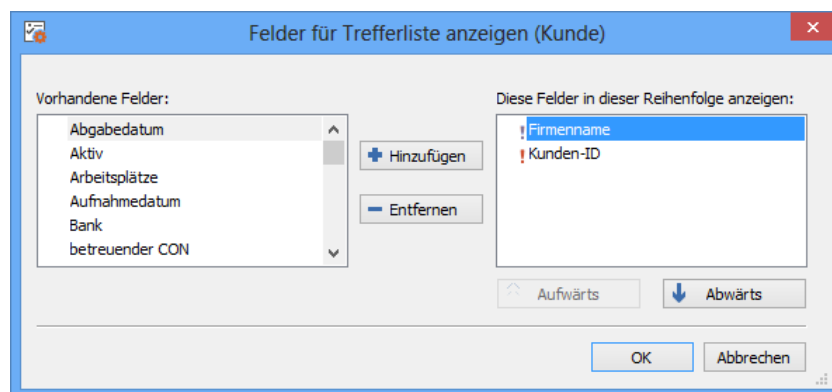 Felder für Trefferliste anzeigen (Kunde)
Vorhandene Felder:
Abgabedatum
Aktiv
Arbeitsplätze
Aufnahmedatum
Bank
betreuender CON
Hinzufügen
Entfernen
Diese Felder in dieser Reihenfolge anzeigen:
! Firmenname
! Kunden-ID
Aufwärts
Abwärts
OK
Abbrechen